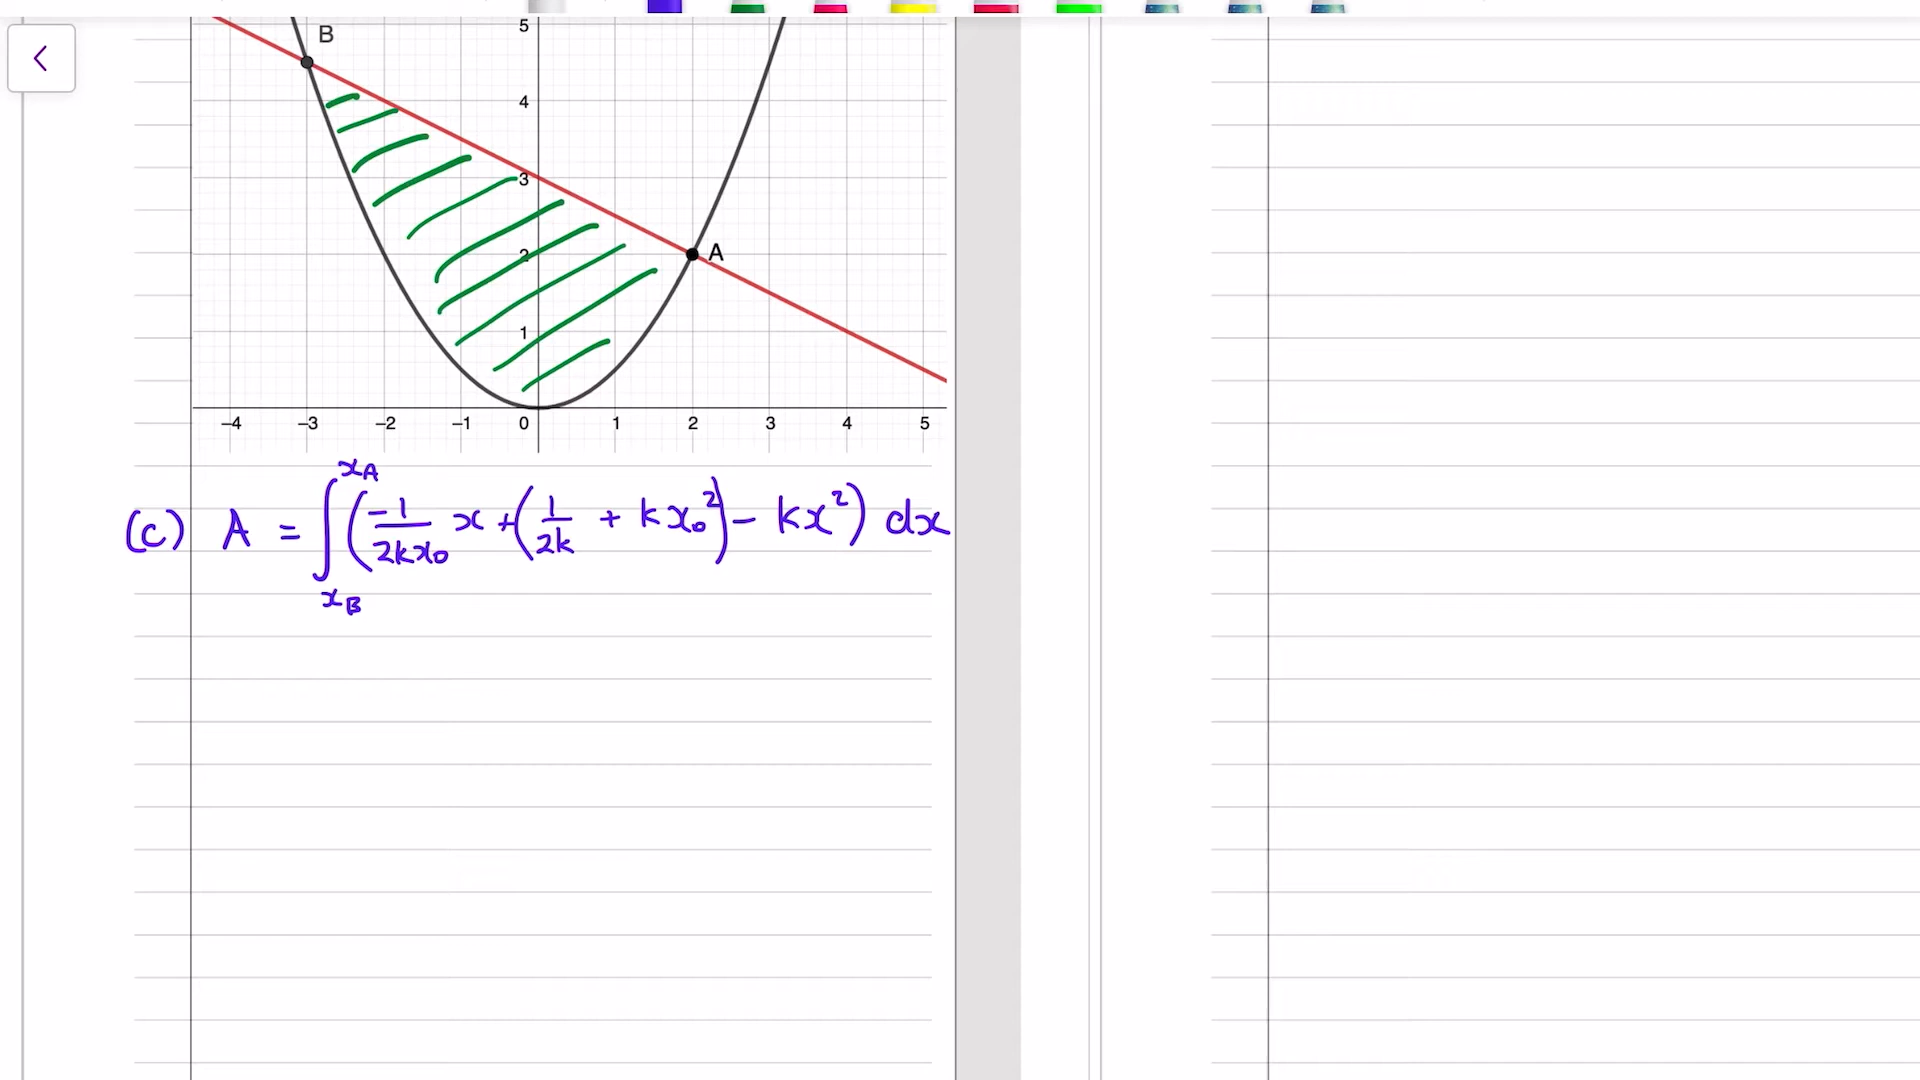 5
B
4
3
2
A
1
–4 –3 –2 –1 0 1 2 3 4 5
(c) A = ∫_{x_B}^{x_A} (-1/(2kx₀) x + (1/(2k) + kx₀²) - kx²) dx